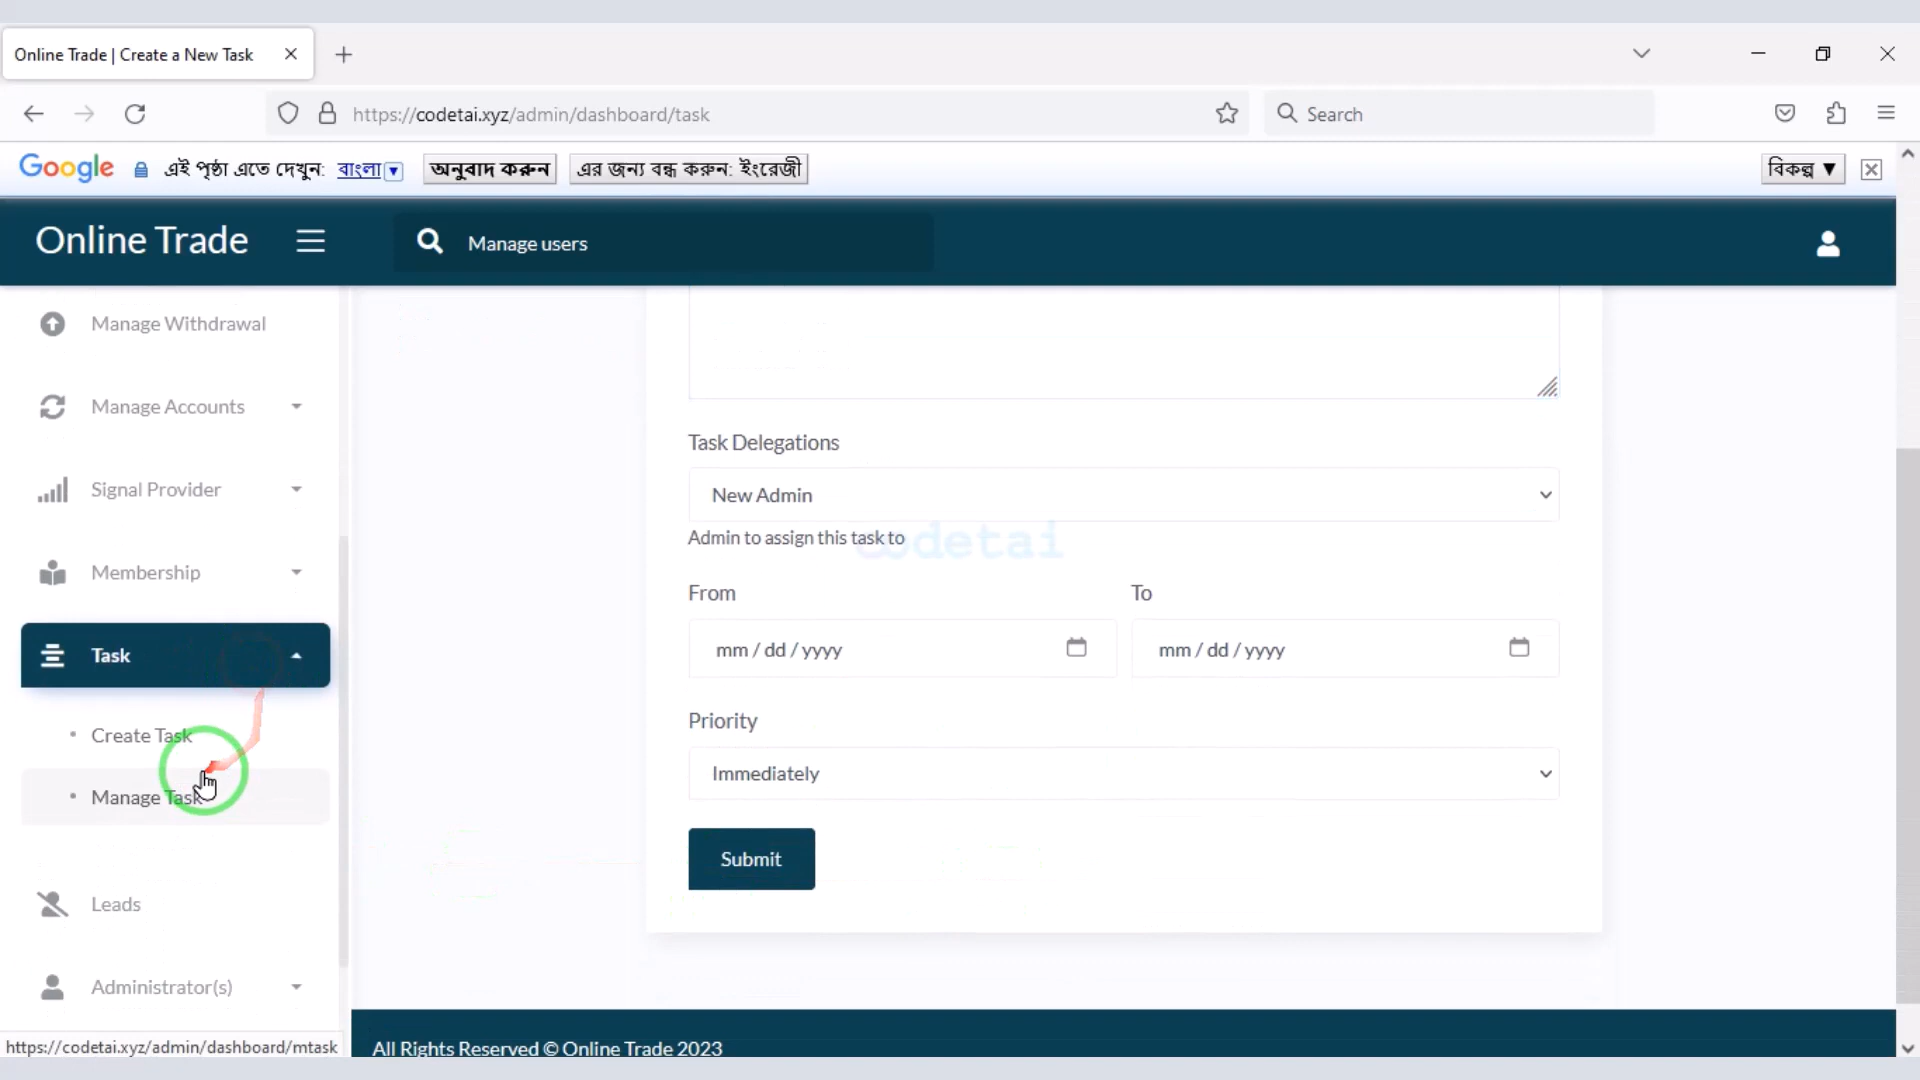 Online Trade | Create a New Task
https://codetai.xyz/admin/dashboard/task
Search
Google এই পৃষ্ঠা এতে দেখুন: বাংলা ▼ অনুবাদ করুন এর জন্য বন্ধ করুন: ইংরেজী বিকল্প ▼
Online Trade
Manage users
Manage Withdrawal
Manage Accounts
Signal Provider
Membership
Task
Create Task
Manage Task
Leads
Administrator(s)
https://codetai.xyz/admin/dashboard/mtask
Task Delegations
New Admin
Admin to assign this task to
codetai
From
To
mm / dd / yyyy
mm / dd / yyyy
Priority
Immediately
Submit
All Rights Reserved © Online Trade 2023